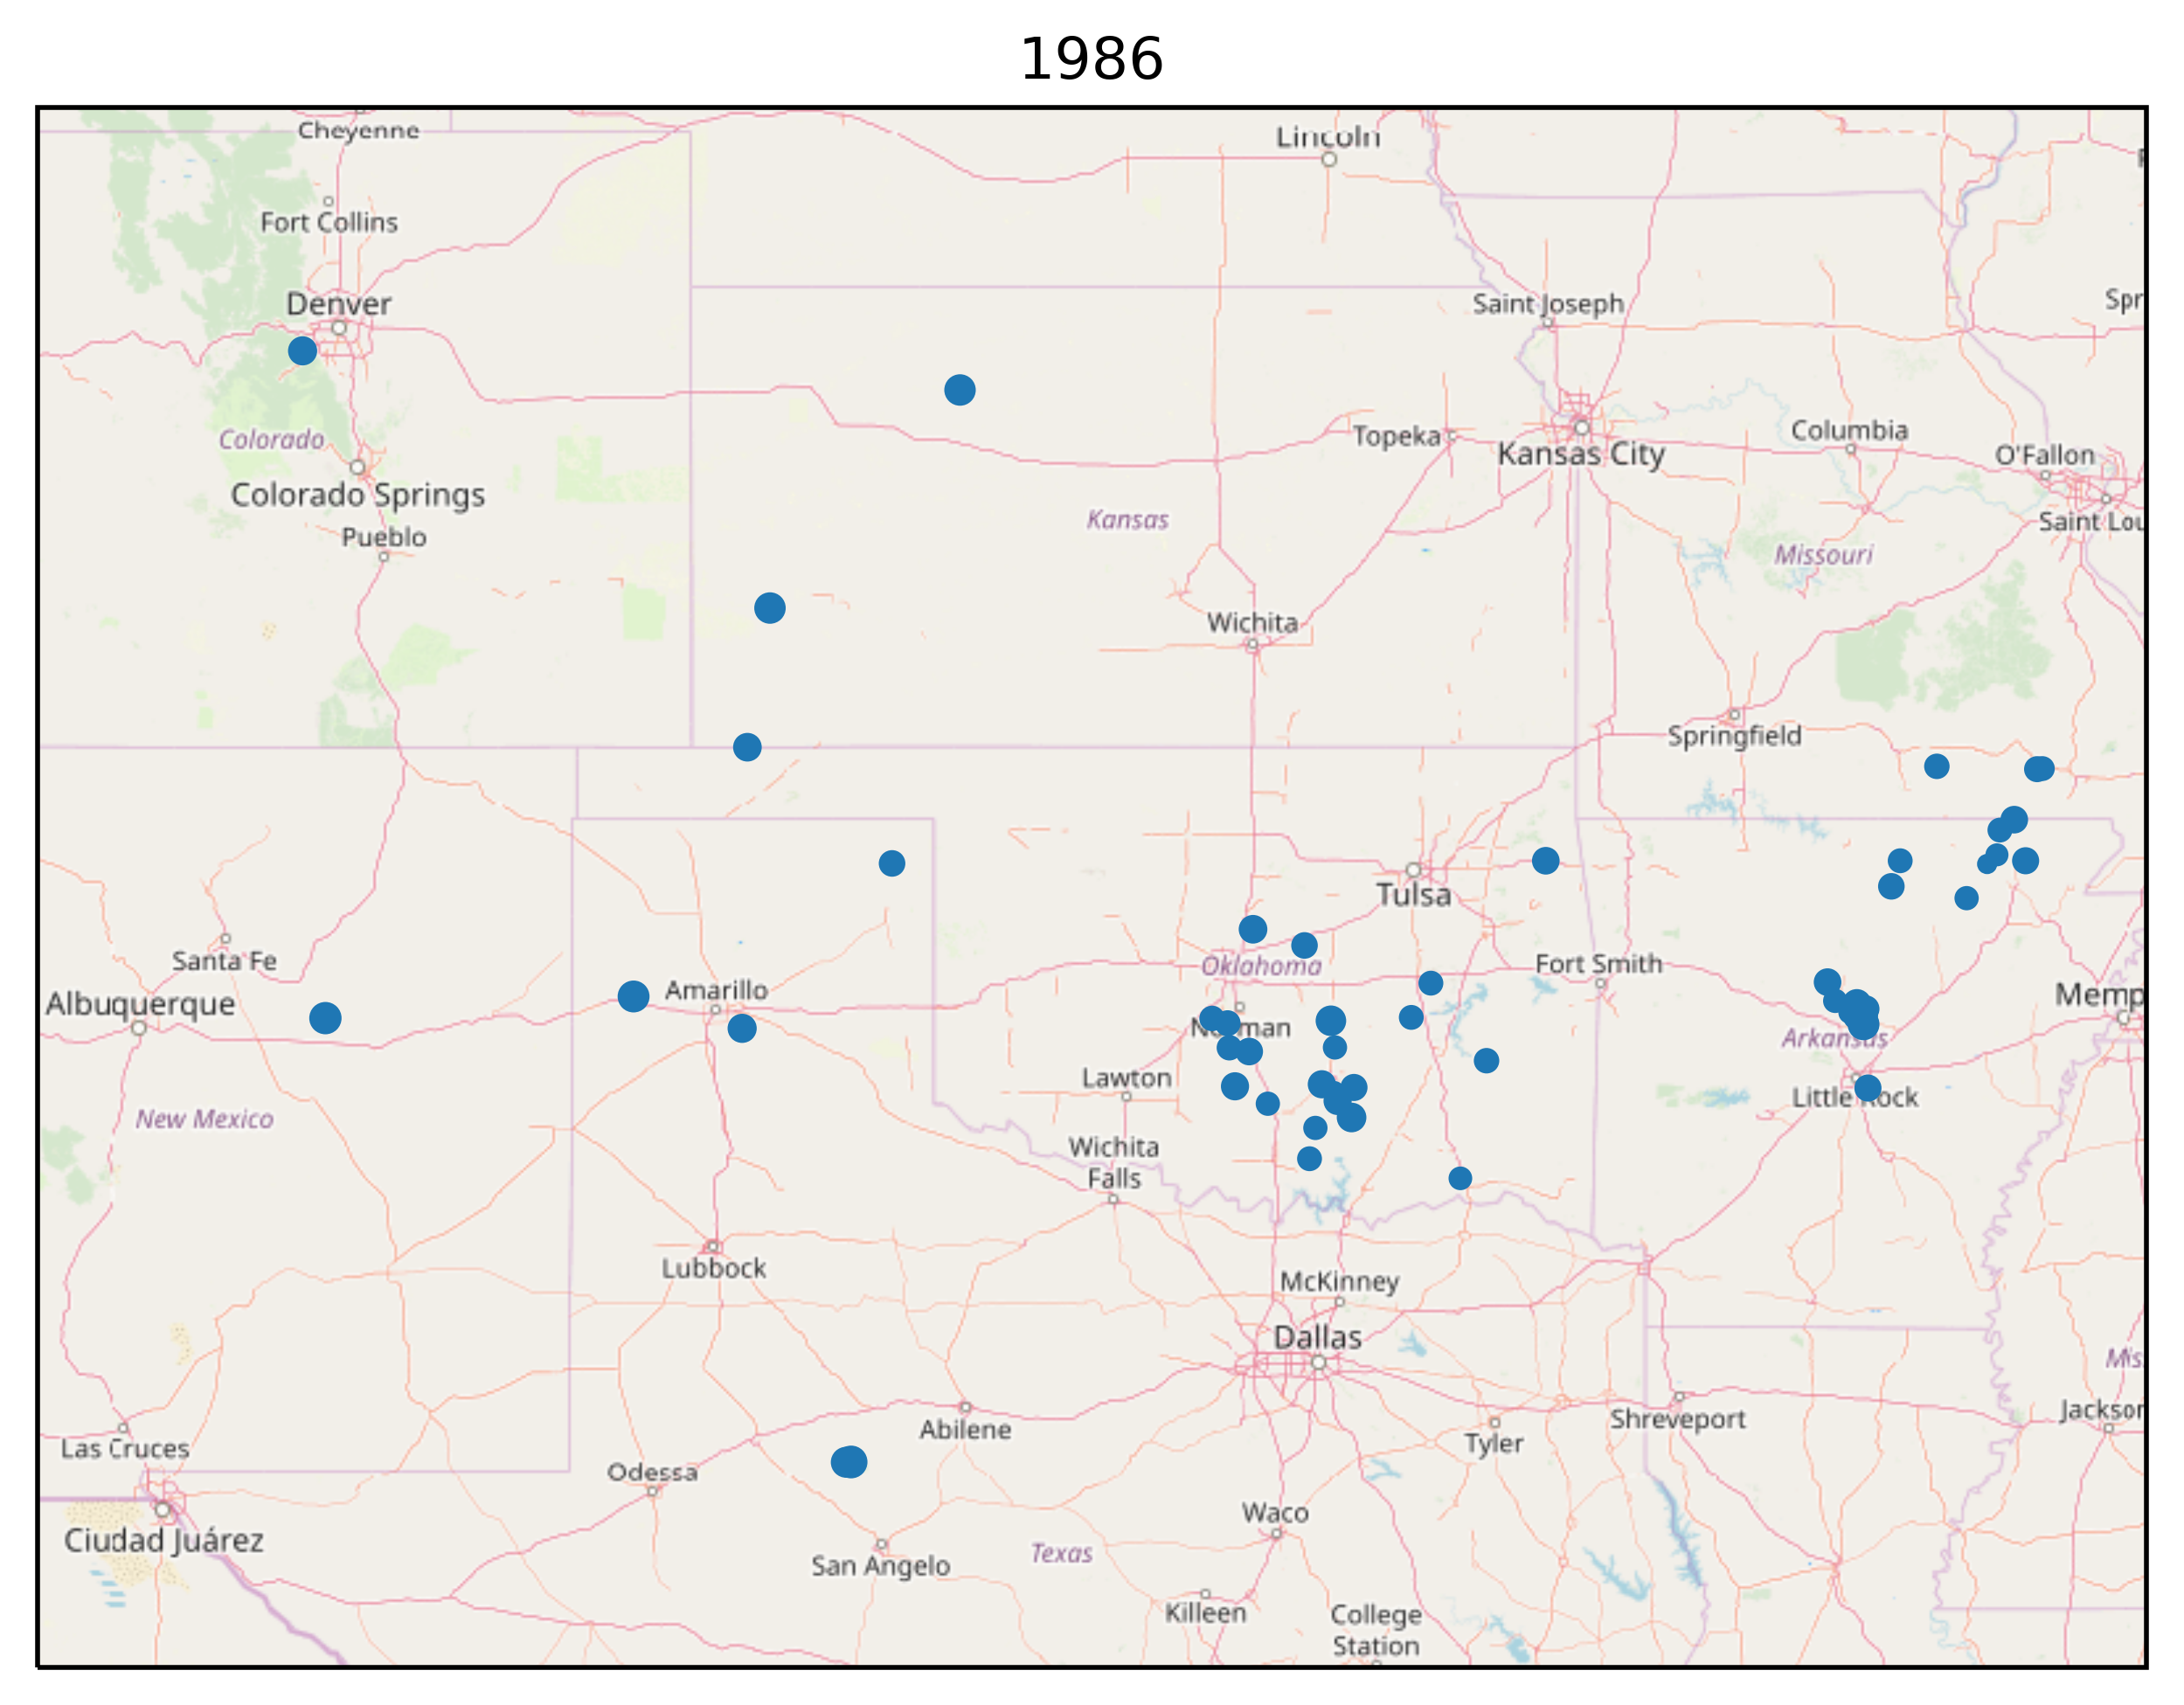 1986
Cheyenne
Lincoln
Fort Collins
Denver
Saint Joseph
Spr
Colorado
Topeka
Kansas City
Columbia
O'Fallon
Colorado Springs
Pueblo
Kansas
Saint Lou
Missouri
Wichita
Springfield
Tulsa
Santa Fe
Oklahoma
Fort Smith
Albuquerque
Amarillo
Memp
Arkansas
Lawton
Little Rock
New Mexico
Wichita
Falls
Lubbock
McKinney
Dallas
Mis
Abilene
Shreveport
Jackson
Las Cruces
Tyler
Odessa
Waco
Ciudad Juárez
Texas
San Angelo
Killeen
College
Station